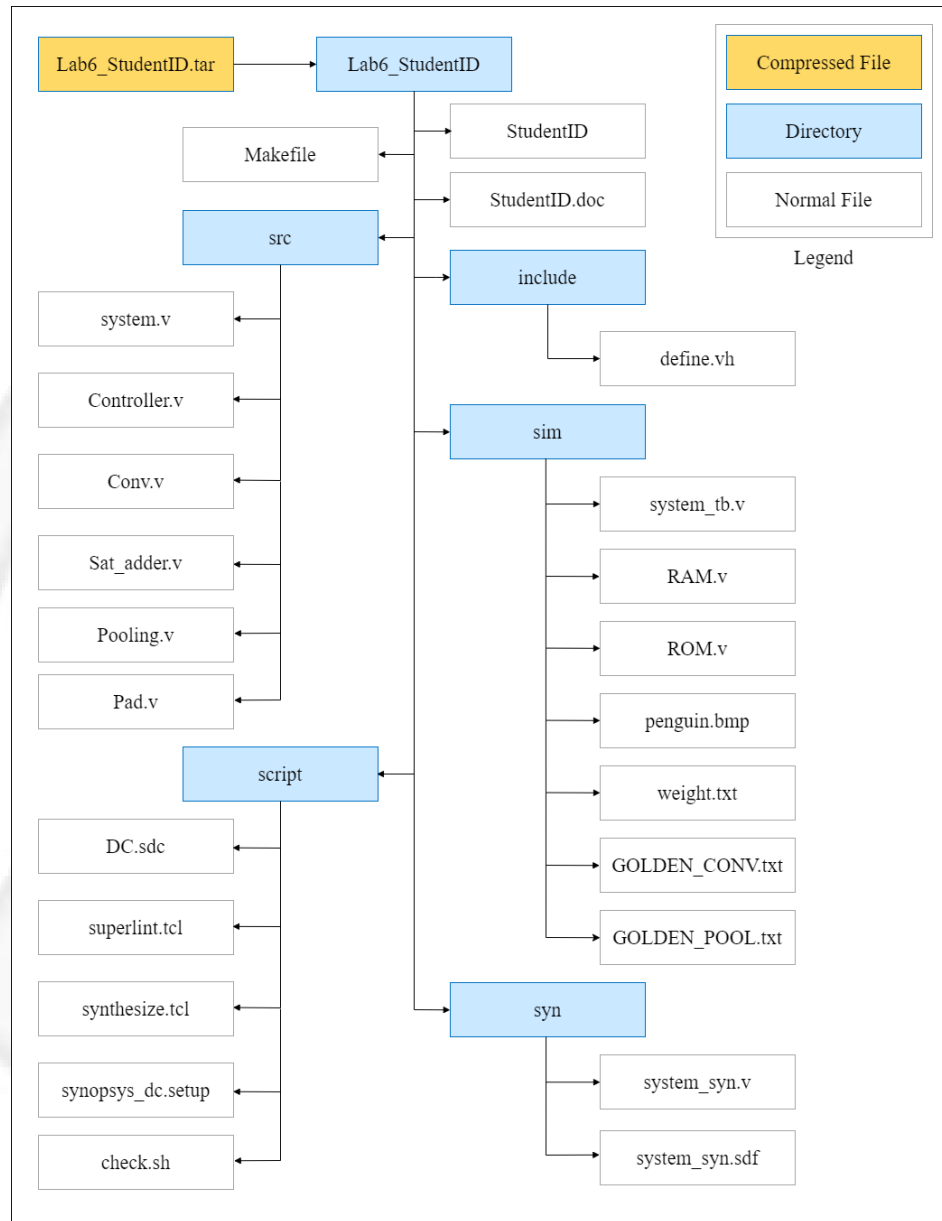 Lab6_StudentID.tar
Lab6_StudentID
Compressed File
Directory
Normal File
Legend
StudentID
Makefile
StudentID.doc
src
include
system.v
define.vh
Controller.v
sim
Conv.v
system_tb.v
Sat_adder.v
RAM.v
Pooling.v
ROM.v
Pad.v
penguin.bmp
script
weight.txt
DC.sdc
GOLDEN_CONV.txt
superlint.tcl
GOLDEN_POOL.txt
synthesize.tcl
syn
synopsys_dc.setup
system_syn.v
check.sh
system_syn.sdf